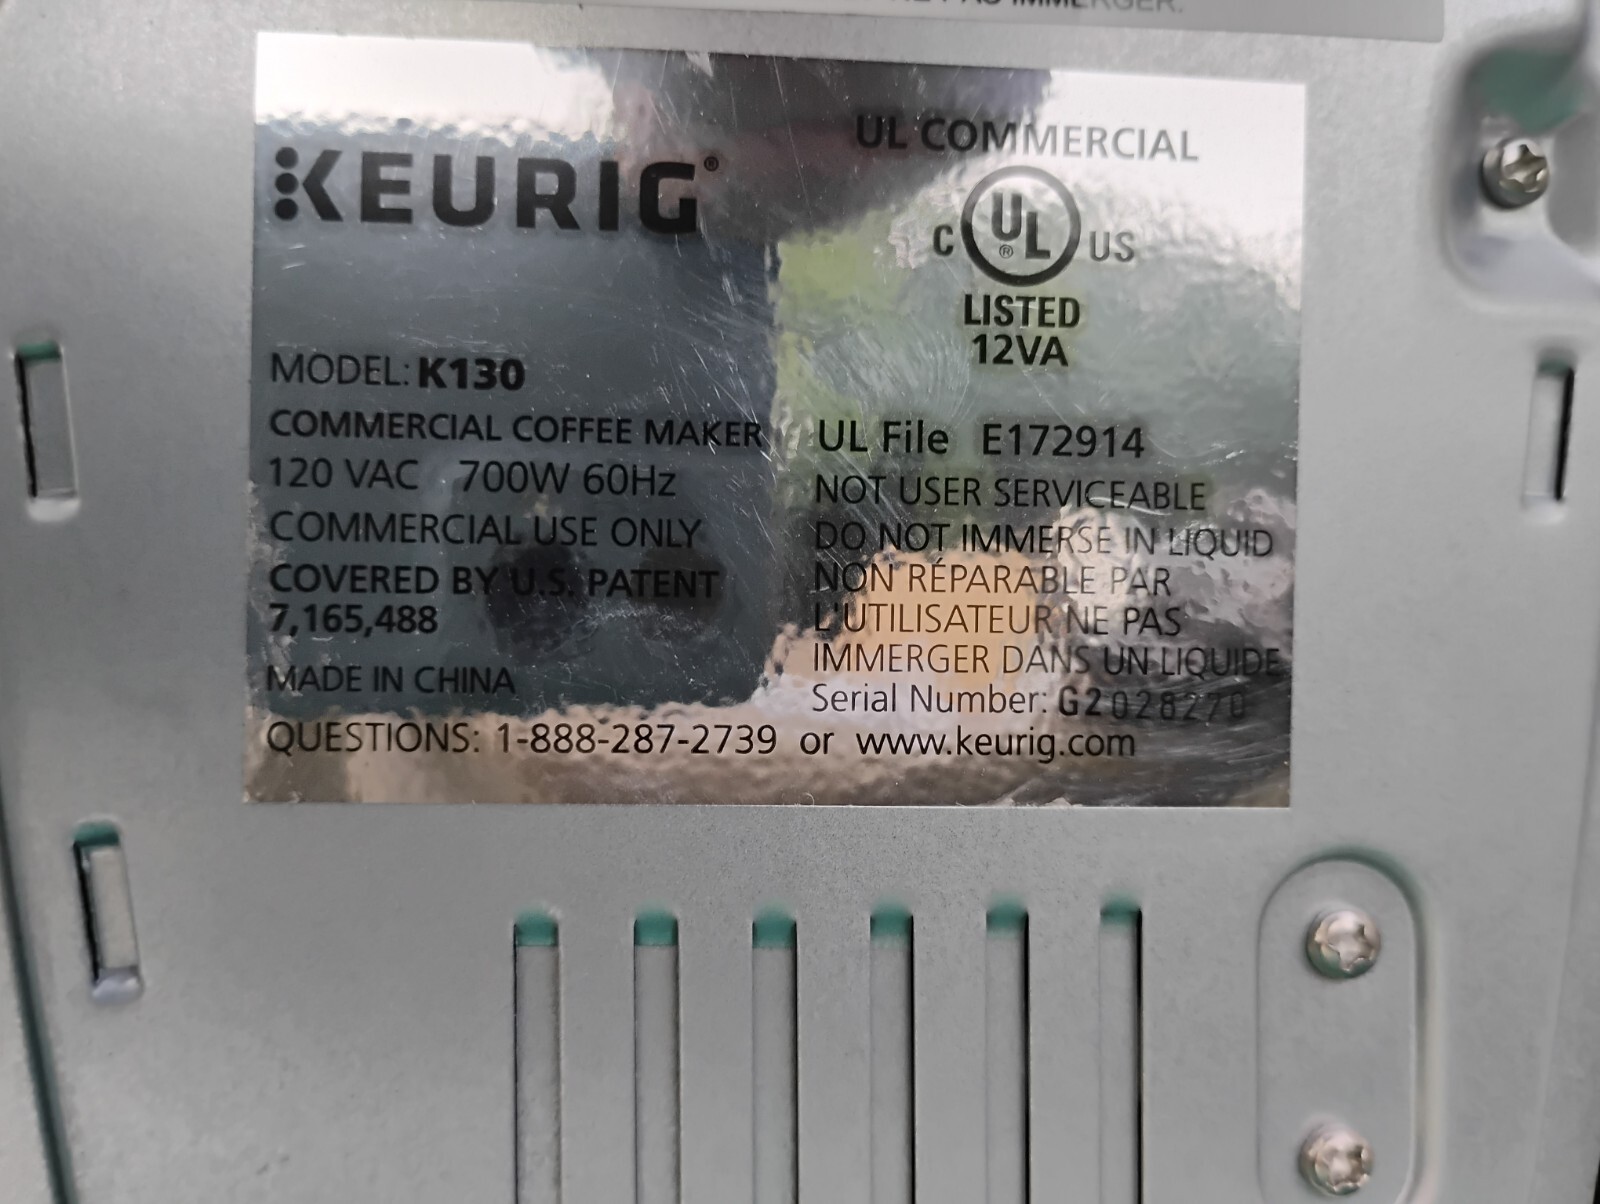 PAS IMMERGER.
KEURIG®
MODEL: K130
COMMERCIAL COFFEE MAKER
120 VAC 700W 60Hz
COMMERCIAL USE ONLY
COVERED BY U.S. PATENT
7,165,488
MADE IN CHINA
UL COMMERCIAL
C UL® US
LISTED
12VA
UL File E172914
NOT USER SERVICEABLE
DO NOT IMMERSE IN LIQUID
NON RÉPARABLE PAR
L'UTILISATEUR NE PAS
IMMERGER DANS UN LIQUIDE
Serial Number: G2028270
QUESTIONS: 1-888-287-2739 or www.keurig.com